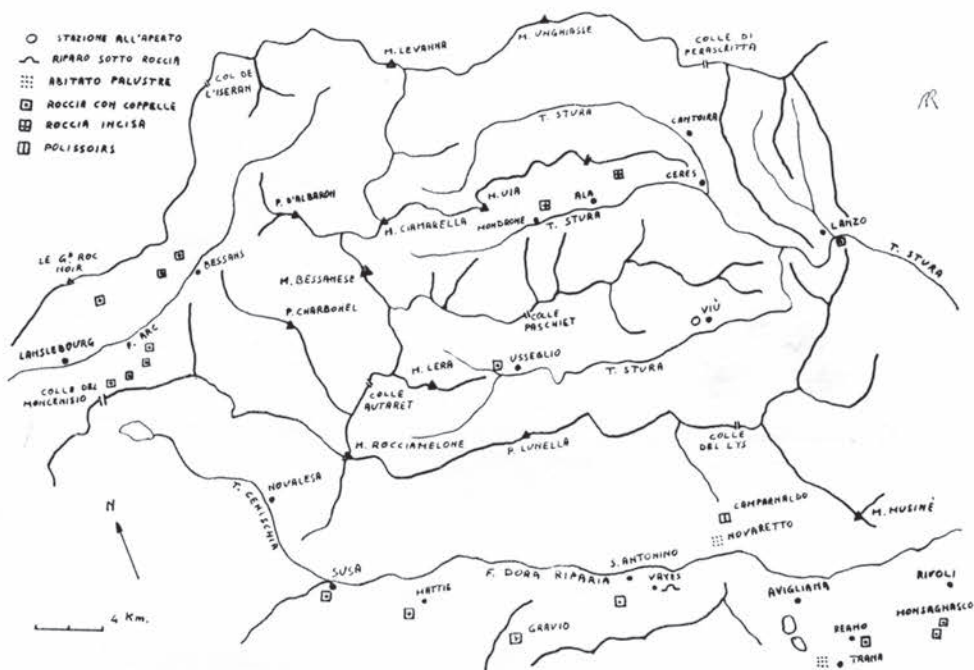 STAZIONE ALL'APERTO
RIPARO SOTTO ROCCIA
ABITATO PALUSTRE
ROCCIA CON COPPELLE
ROCCIA INCISA
POLISSOIRS
M. LEVANNA
M. UNGHIASSE
COLLE DI
PERASCRITTA
COL DE
L'ISERAN
T. STURA
CANTOIRA
CERES
P. D'ALBARON
M. CIAMARELLA
M. UIA
ALA
MONDRONE
T. STURA
LANZO
T. STURA
LE G.D ROC
NOIR
BESSANS
M. BESSANESE
P. CHARBONEL
COLLE
PASCHIET
VIÙ
LANSLEBOURG
F. ARC
COLLE DEL
MONCENISIO
M. LERA
USSEGLIO
T. STURA
COLLE
AUTARET
M. ROCCIAMELONE
P. LUNELLA
COLLE
DEL LYS
NOVALESA
T. CENISCHIA
N
CAMPARNALDO
NOVARETTO
M. MUSINÈ
SUSA
MATTIE
F. DORA RIPARIA
S. ANTONINO
VAYES
AVIGLIANA
RIVOLI
GRAVIO
REANO
MONSAGNASCO
TRANA
4 Km.